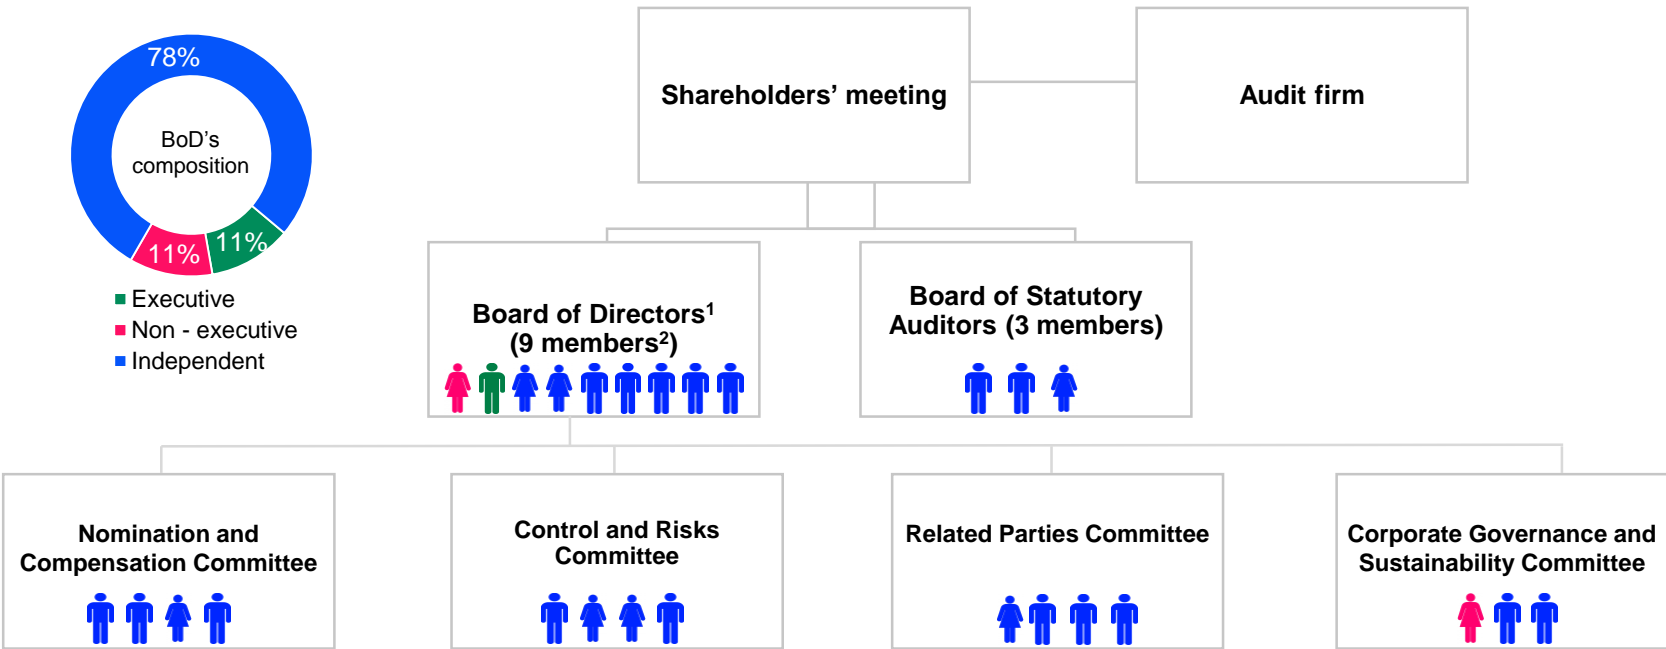 78%
BoD's
composition
11%
11%
Executive
Non - executive
Independent
Shareholders' meeting
Audit firm
Board of Directors¹
(9 members²)
Board of Statutory
Auditors (3 members)
Nomination and
Compensation Committee
Control and Risks
Committee
Related Parties Committee
Corporate Governance and
Sustainability Committee